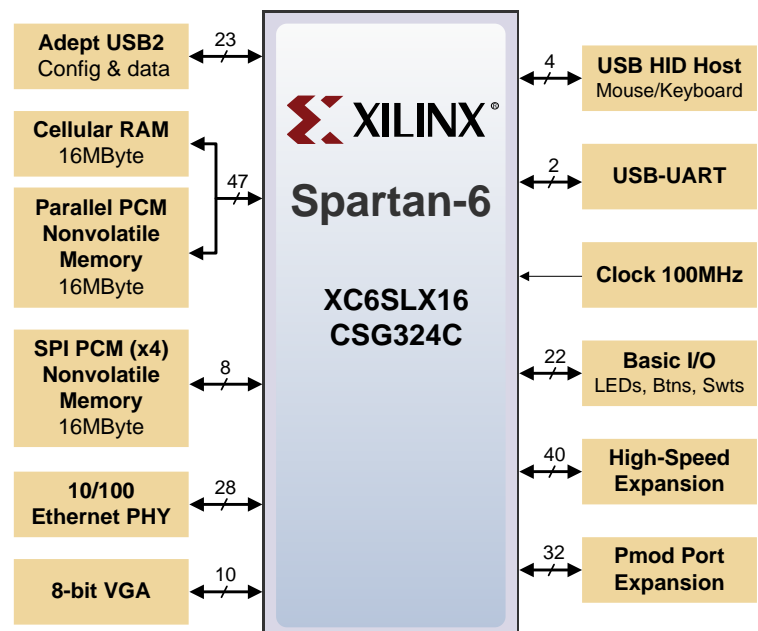 Adept USB2
Config & data
23
Cellular RAM
16MByte
47
Parallel PCM
Nonvolatile
Memory
16MByte
SPI PCM (x4)
Nonvolatile
Memory
16MByte
8
10/100
Ethernet PHY
28
8-bit VGA
10
XILINX®
Spartan-6
XC6SLX16
CSG324C
4
USB HID Host
Mouse/Keyboard
2
USB-UART
Clock 100MHz
22
Basic I/O
LEDs, Btns, Swts
40
High-Speed
Expansion
32
Pmod Port
Expansion